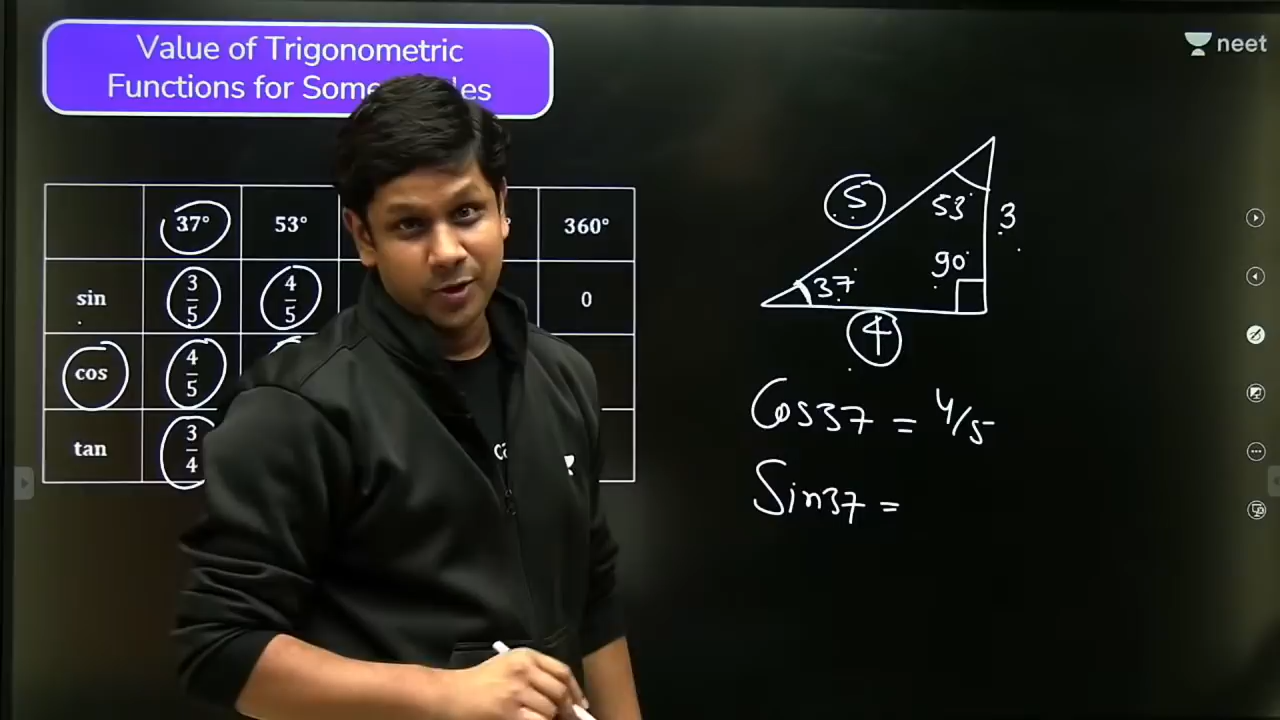 Value of Trigonometric
Functions for Some
neet
37° 53° 360°
sin 3/5 4/5 0
cos 4/5
tan 3/4
5
53°
3
90°
37°
4
Cos37 = 4/5
Sin37 =